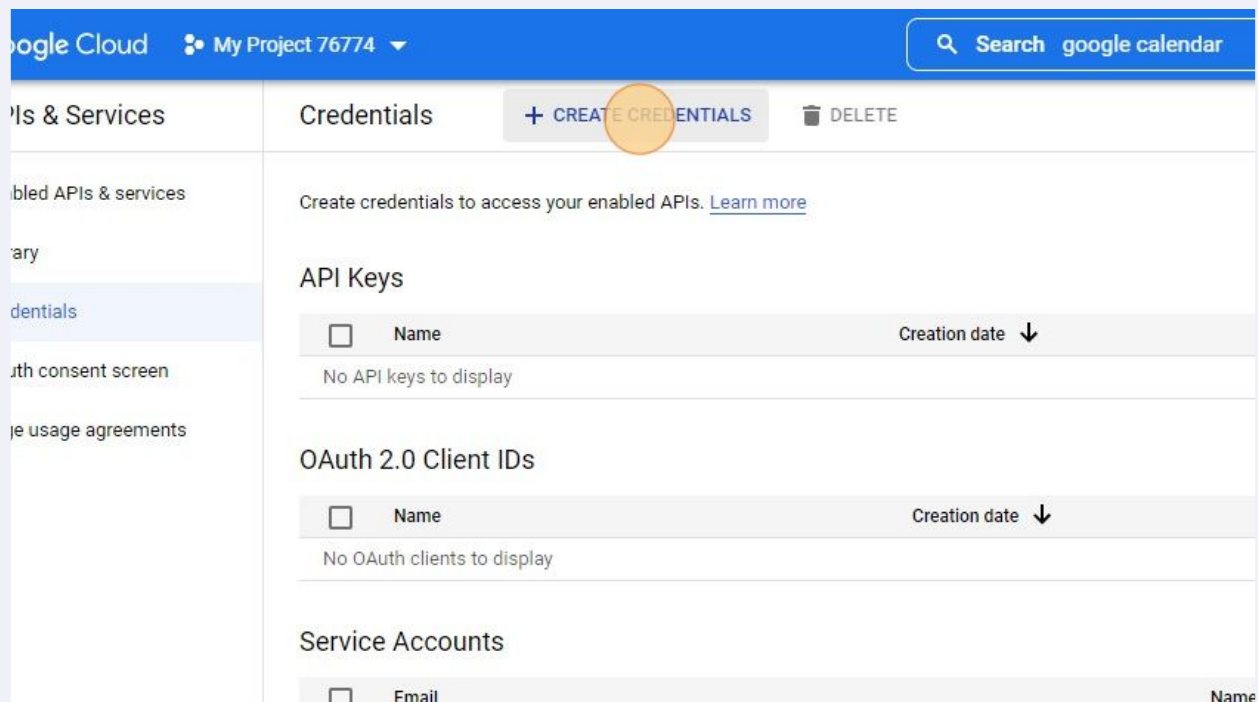 oogle Cloud My Project 76774 Search google calendar
PIs & Services Credentials + CREATE CREDENTIALS DELETE
abled APIs & services
Create credentials to access your enabled APIs. Learn more
rary
API Keys
dentials
Name Creation date
uth consent screen
No API keys to display
ge usage agreements
OAuth 2.0 Client IDs
Name Creation date
No OAuth clients to display
Service Accounts
Email Name